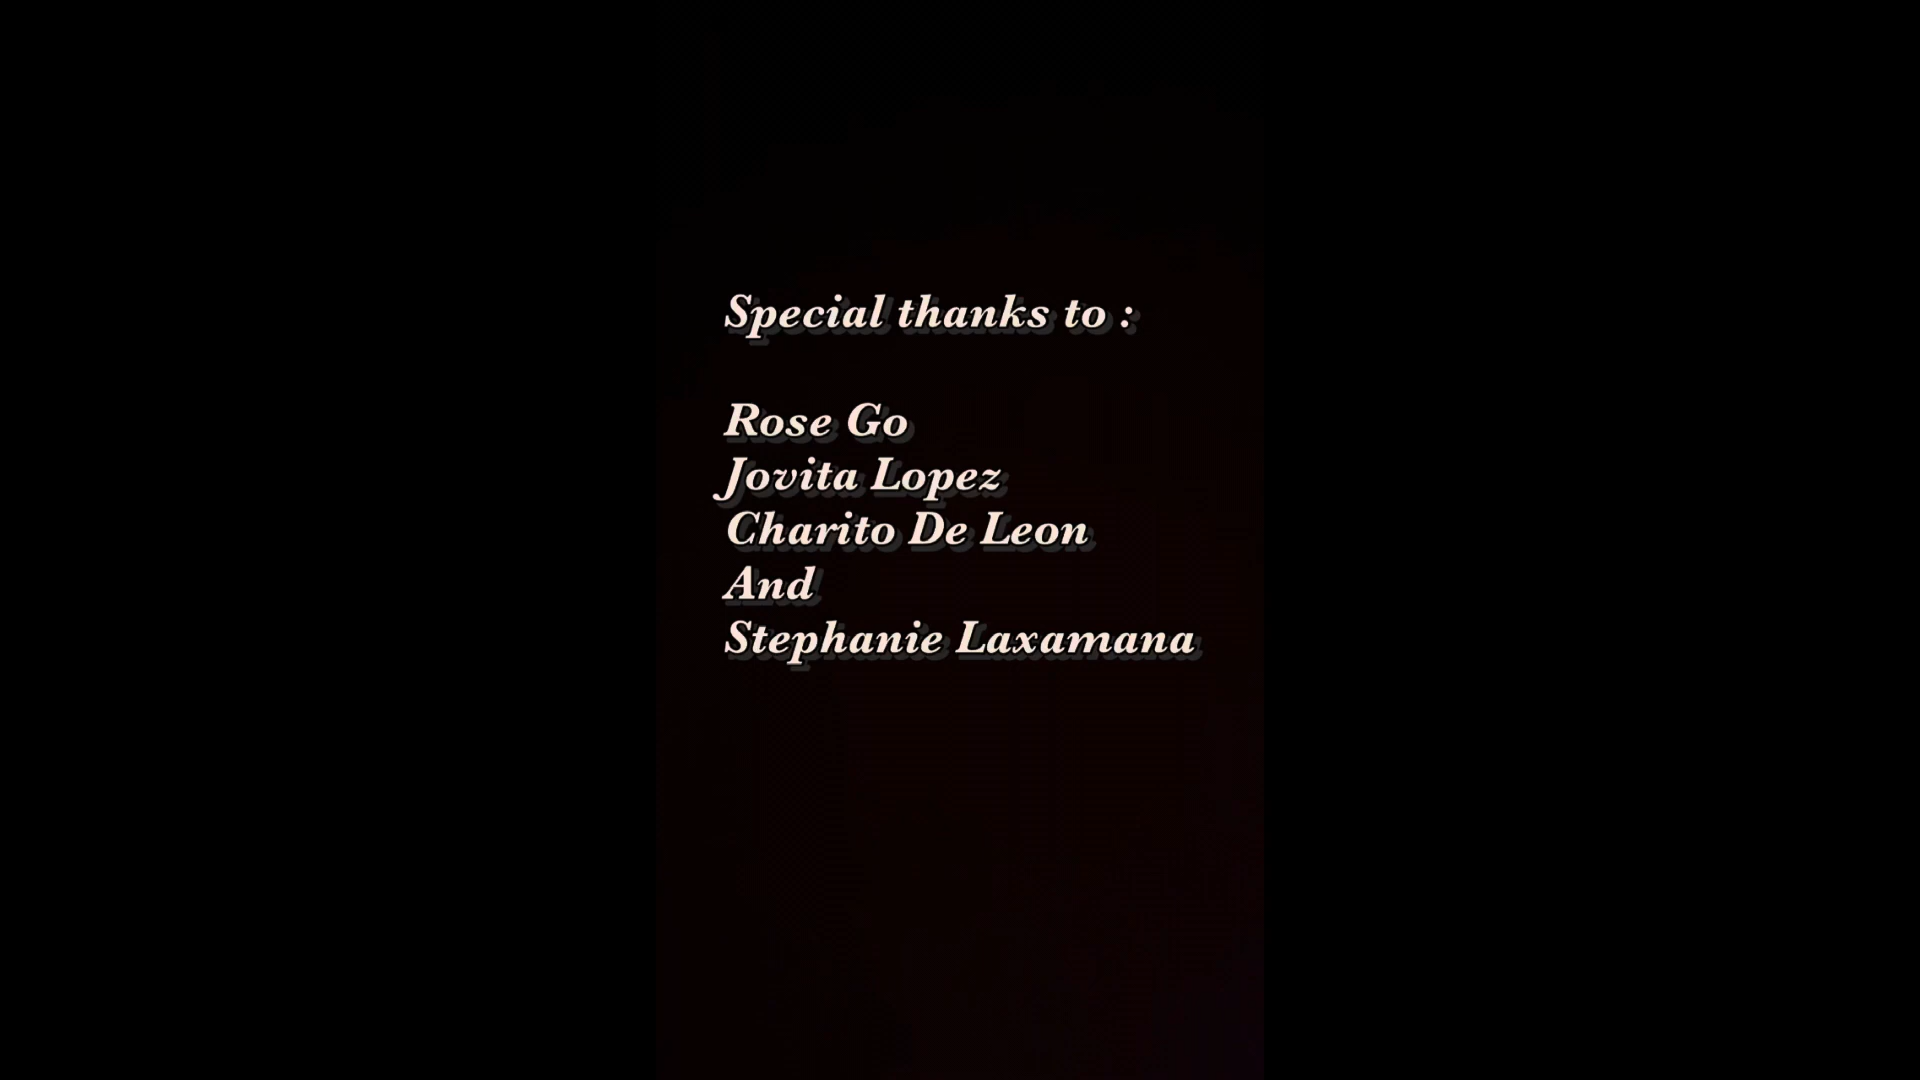 Special thanks to :
Rose Go
Jovita Lopez
Charito De Leon
And
Stephanie Laxamana